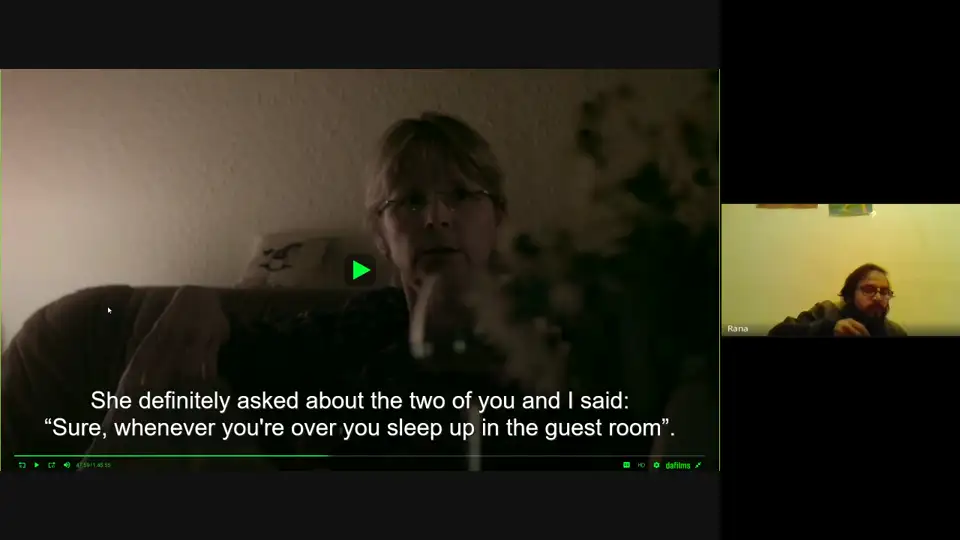 She definitely asked about the two of you and I said:
“Sure, whenever you're over you sleep up in the guest room”.
HD
dafilms
Rana